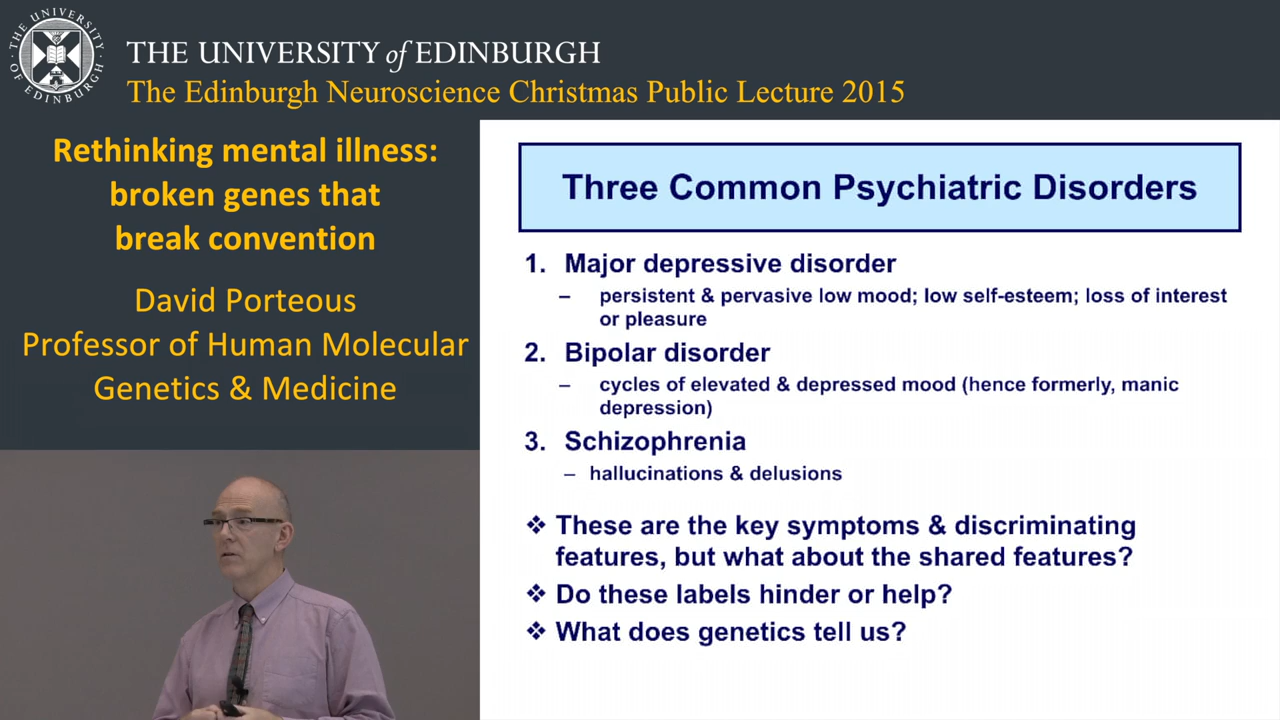 THE UNIVERSITY OF EDINBURGH
THE UNIVERSITY of EDINBURGH
The Edinburgh Neuroscience Christmas Public Lecture 2015
Rethinking mental illness:
broken genes that
break convention
David Porteous
Professor of Human Molecular
Genetics & Medicine
Three Common Psychiatric Disorders
1. Major depressive disorder
– persistent & pervasive low mood; low self-esteem; loss of interest
or pleasure
2. Bipolar disorder
– cycles of elevated & depressed mood (hence formerly, manic
depression)
3. Schizophrenia
– hallucinations & delusions
❖ These are the key symptoms & discriminating
features, but what about the shared features?
❖ Do these labels hinder or help?
❖ What does genetics tell us?